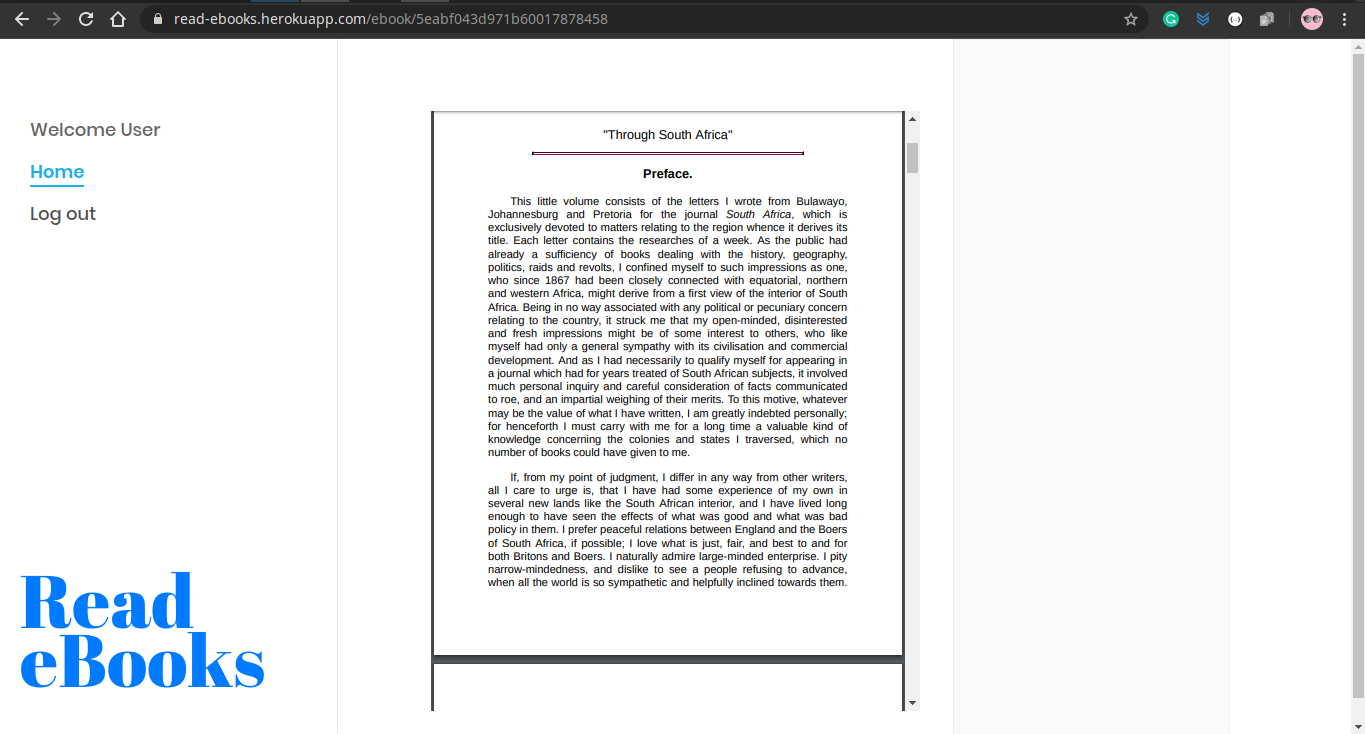 read-ebooks.herokuapp.com/ebook/5eabf043d971b60017878458
Welcome User
Home
Log out
Read
eBooks
"Through South Africa"
Preface.
This little volume consists of the letters I wrote from Bulawayo,
Johannesburg and Pretoria for the journal South Africa, which is
exclusively devoted to matters relating to the region whence it derives its
title. Each letter contains the researches of a week. As the public had
already a sufficiency of books dealing with the history, geography,
politics, raids and revolts, I confined myself to such impressions as one,
who since 1867 had been closely connected with equatorial, northern
and western Africa, might derive from a first view of the interior of South
Africa. Being in no way associated with any political or pecuniary concern
relating to the country, it struck me that my open-minded, disinterested
and fresh impressions might be of some interest to others, who like
myself had only a general sympathy with its civilisation and commercial
development. And as I had necessarily to qualify myself for appearing in
a journal which had for years treated of South African subjects, it involved
much personal inquiry and careful consideration of facts communicated
to roe, and an impartial weighing of their merits. To this motive, whatever
may be the value of what I have written, I am greatly indebted personally;
for henceforth I must carry with me for a long time a valuable kind of
knowledge concerning the colonies and states I traversed, which no
number of books could have given to me.
If, from my point of judgment, I differ in any way from other writers,
all I care to urge is, that I have had some experience of my own in
several new lands like the South African interior, and I have lived long
enough to have seen the effects of what was good and what was bad
policy in them. I prefer peaceful relations between England and the Boers
of South Africa, if possible; I love what is just, fair, and best to and for
both Britons and Boers. I naturally admire large-minded enterprise. I pity
narrow-mindedness, and dislike to see a people refusing to advance,
when all the world is so sympathetic and helpfully inclined towards them.